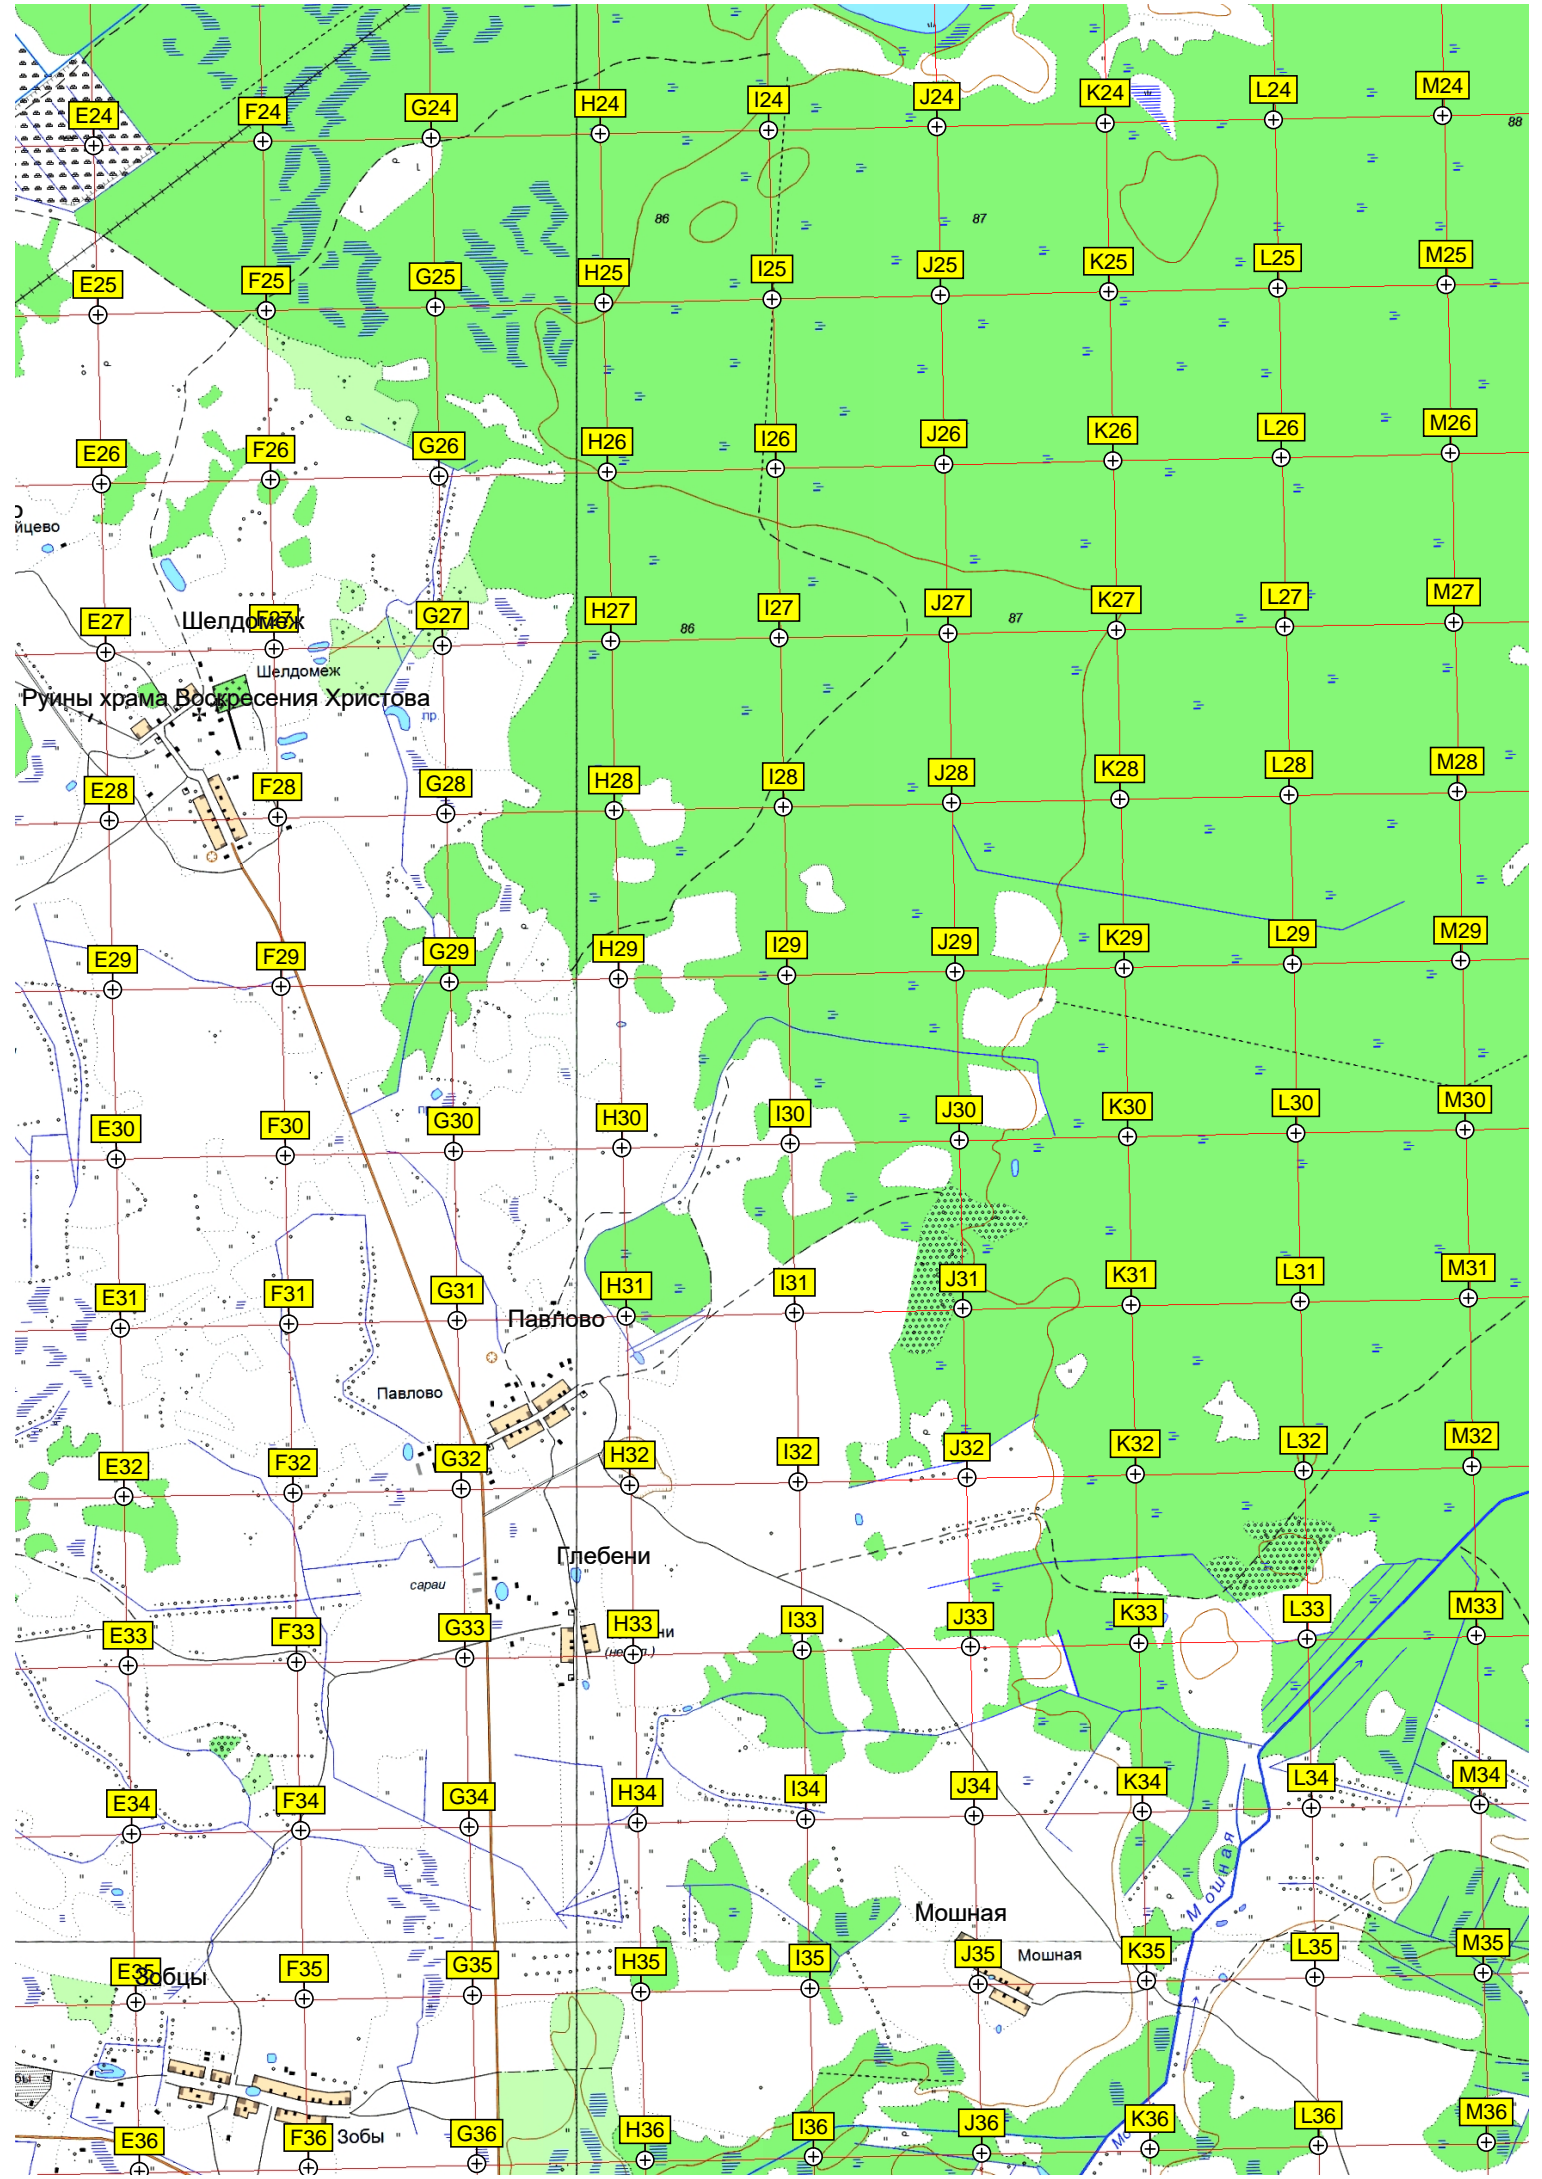 E24 F24 G24 H24 I24 J24 K24 L24 M24
88
86 87
E25 F25 G25 H25 I25 J25 K25 L25 M25
E26 F26 G26 H26 I26 J26 K26 L26 M26
йцево
E27 Шелдомеж F27 G27 H27 I27 J27 K27 L27 M27
86 87
Шелдомеж
Руины храма Воскресения Христова
пр.
E28 F28 G28 H28 I28 J28 K28 L28 M28
E29 F29 G29 H29 I29 J29 K29 L29 M29
E30 F30 G30 H30 I30 J30 K30 L30 M30
E31 F31 G31 H31 I31 J31 K31 L31 M31
Павлово
Павлово
E32 F32 G32 H32 I32 J32 K32 L32 M32
Глебени
сараи
E33 F33 G33 H33 I33 J33 K33 L33 M33
ни
E34 F34 G34 H34 I34 J34 K34 L34 M34
Мошная
Мошная
E35 Зобцы F35 G35 H35 I35 J35 Мошная K35 L35 M35
E36 F36 Зобы G36 H36 I36 J36 K36 L36 M36